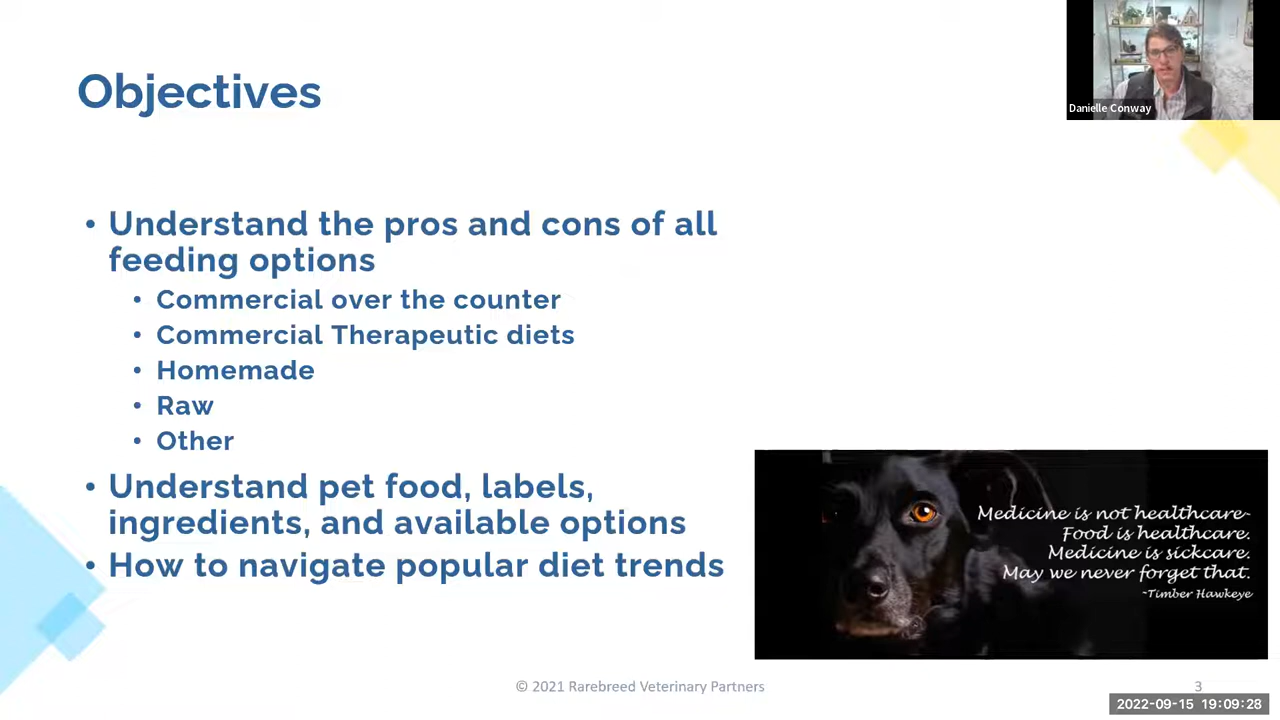 Objectives
Danielle Conway
• Understand the pros and cons of all
feeding options
• Commercial over the counter
• Commercial Therapeutic diets
• Homemade
• Raw
• Other
• Understand pet food, labels,
ingredients, and available options
• How to navigate popular diet trends
Medicine is not healthcare-
Food is healthcare.
Medicine is sickcare.
May we never forget that.
~Timber Hawkeye
© 2021 Rarebreed Veterinary Partners
3
2022-09-15 19:09:28